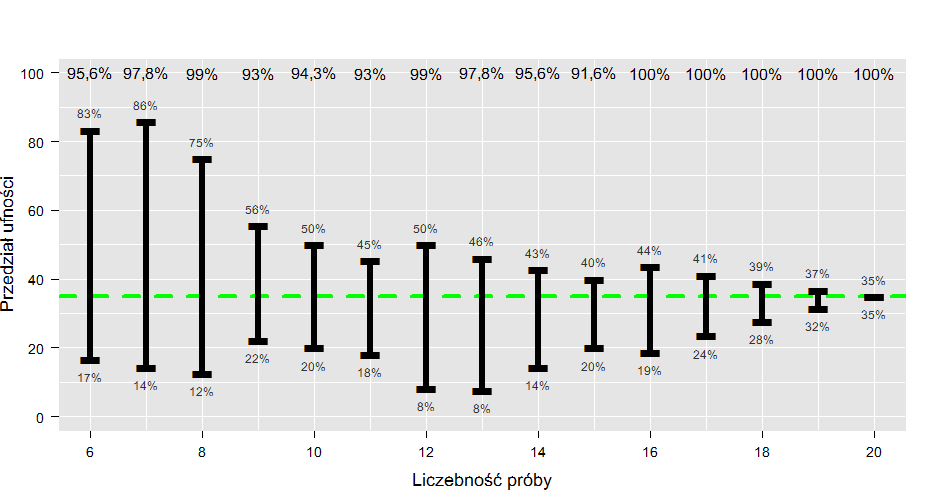 95,6% 97,8% 99% 93% 94,3% 93% 99% 97,8% 95,6% 91,6% 100% 100% 100% 100% 100%
83% 86% 75% 56% 50% 45% 50% 46% 43% 40% 44% 41% 39% 37% 35%
17% 14% 12% 22% 20% 18% 8% 8% 14% 20% 19% 24% 28% 32% 35%
100
80
60
40
20
0
Przedział ufności
6 8 10 12 14 16 18 20
Liczebność próby